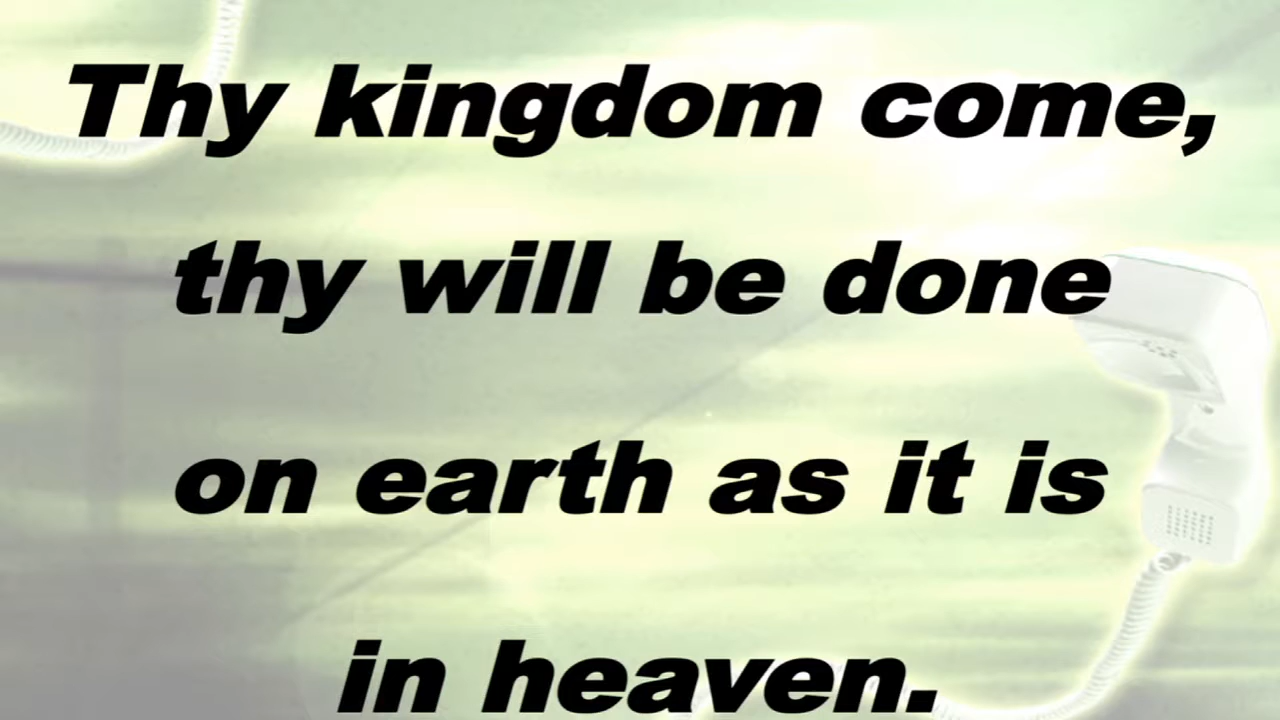 Thy kingdom come,
thy will be done
on earth as it is
in heaven.